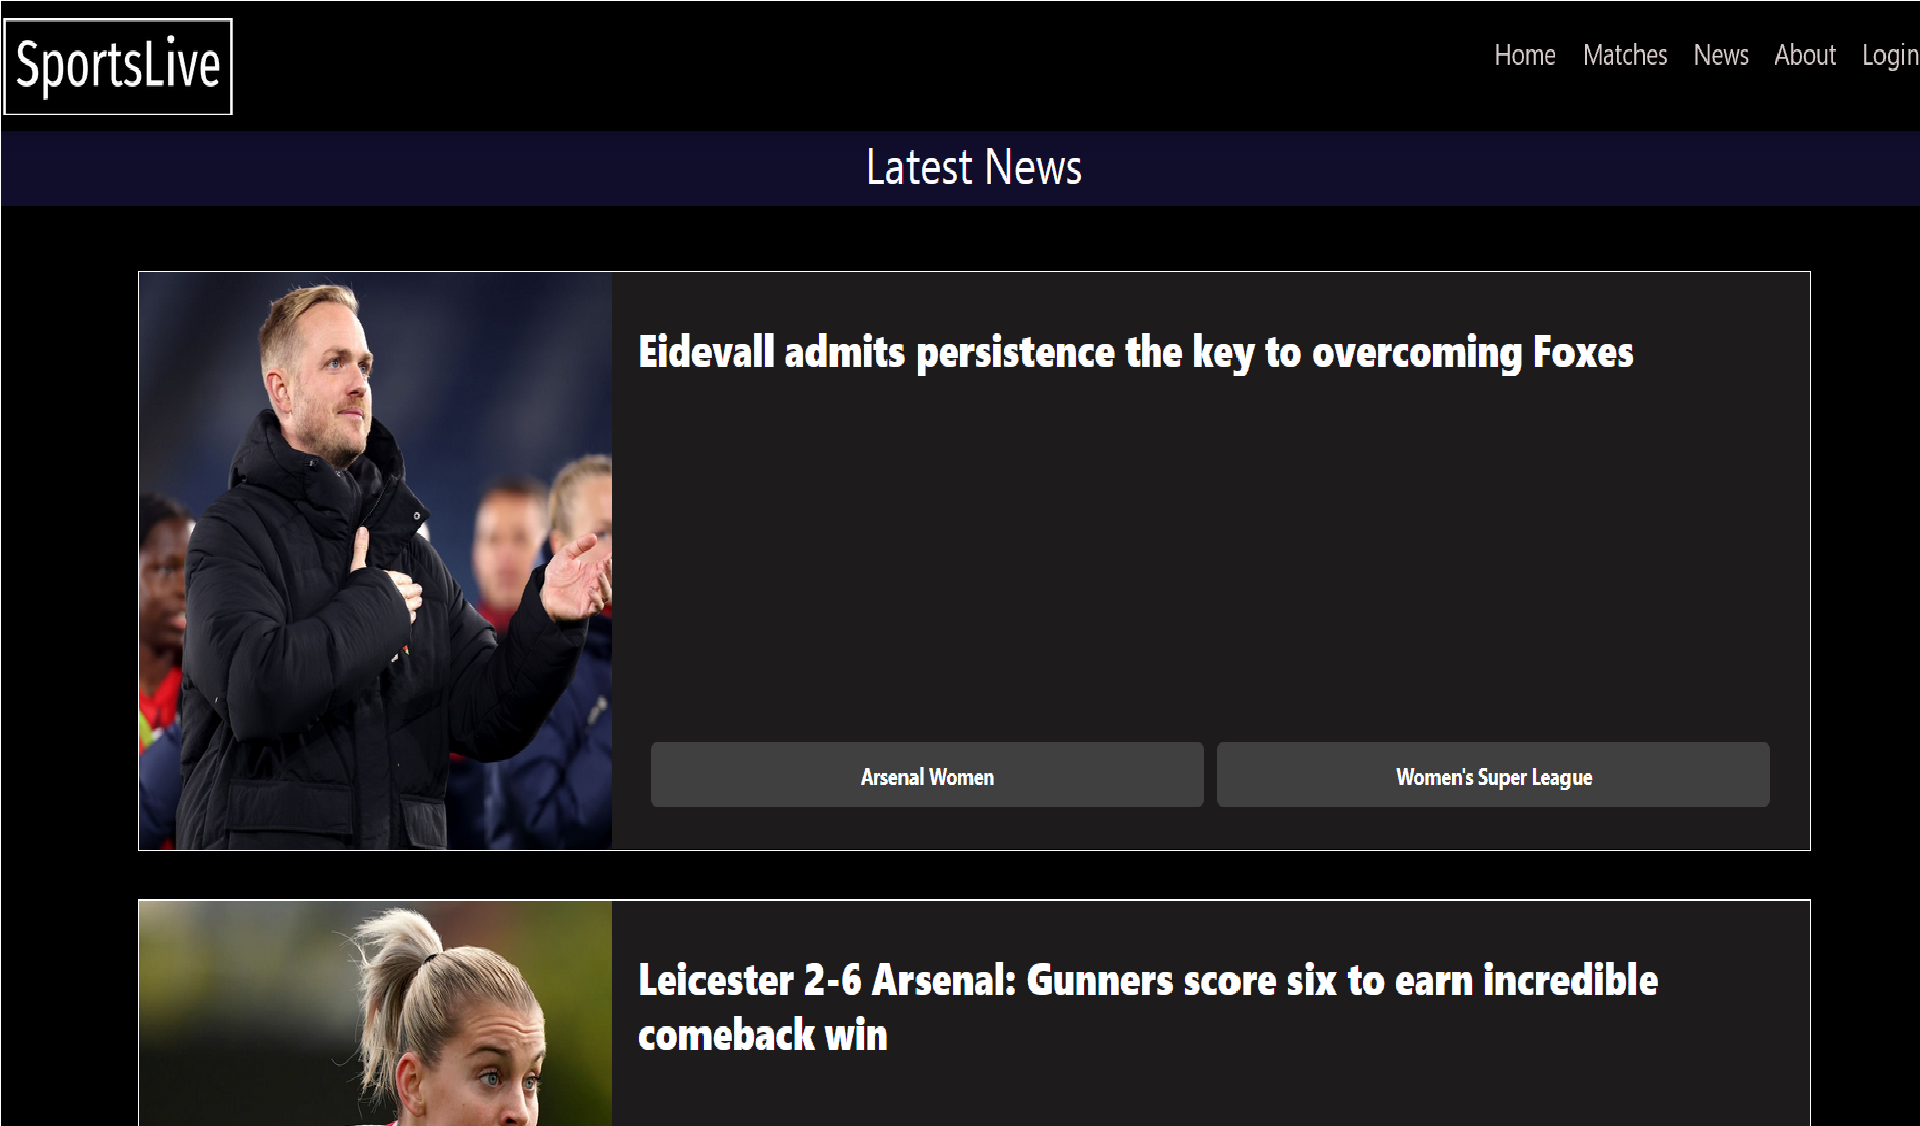 SportsLive
Home Matches News About Login
Latest News
Eidevall admits persistence the key to overcoming Foxes
Arsenal Women
Women's Super League
Leicester 2-6 Arsenal: Gunners score six to earn incredible
comeback win